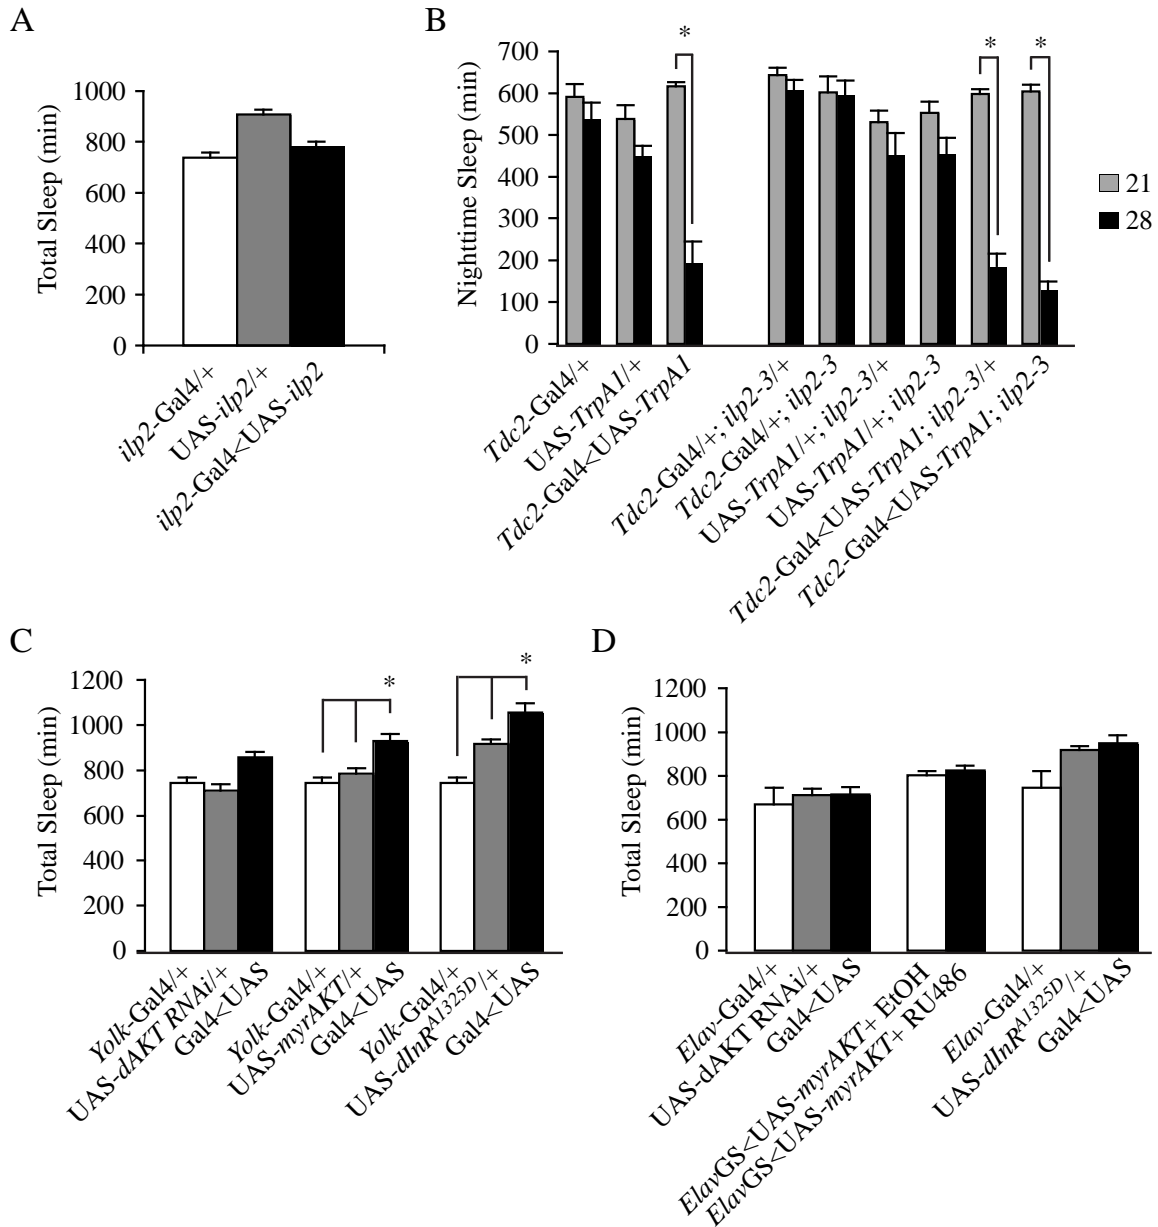 A
Total Sleep (min)
1000
800
600
400
200
0
ilp2-Gal4/+
UAS-ilp2/+
ilp2-Gal4<UAS-ilp2
B
Nighttime Sleep (min)
700
600
500
400
300
200
100
0
*
*
*
21
28
Tdc2-Gal4/+
UAS-TrpA1/+
Tdc2-Gal4<UAS-TrpA1
Tdc2-Gal4/+; ilp2-3/+
Tdc2-Gal4/+; ilp2-3
UAS-TrpA1/+; ilp2-3/+
UAS-TrpA1/+; ilp2-3
Tdc2-Gal4<UAS-TrpA1; ilp2-3/+
Tdc2-Gal4<UAS-TrpA1; ilp2-3
C
Total Sleep (min)
1200
1000
800
600
400
200
0
*
*
Yolk-Gal4/+
UAS-dAKT RNAi/+
Gal4<UAS
Yolk-Gal4/+
UAS-myrAKT/+
Gal4<UAS
Yolk-Gal4/+
UAS-dInR^A1325D/+
Gal4<UAS
D
Total Sleep (min)
1200
1000
800
600
400
200
0
Elav-Gal4/+
UAS-dAKT RNAi/+
Gal4<UAS
ElavGS<UAS-myrAKT+ EtOH
ElavGS<UAS-myrAKT+ RU486
Elav-Gal4/+
UAS-dInR^A1325D/+
Gal4<UAS